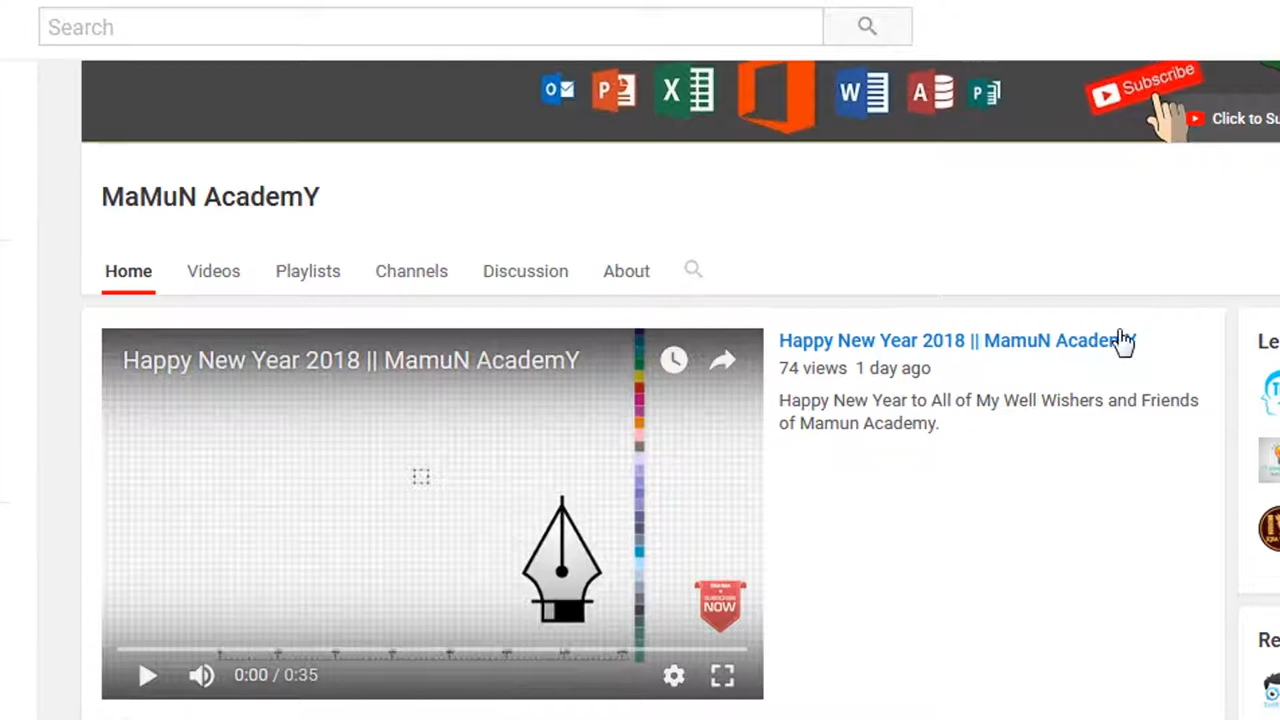 Search
Subscribe
Click to Su
MaMuN AcademY
Home Videos Playlists Channels Discussion About
Happy New Year 2018 || MamuN AcademY
Happy New Year 2018 || MamuN AcademY
74 views 1 day ago
Happy New Year to All of My Well Wishers and Friends
of Mamun Academy.
SUBSCRIBE
NOW
0:00 / 0:35
Le
Re